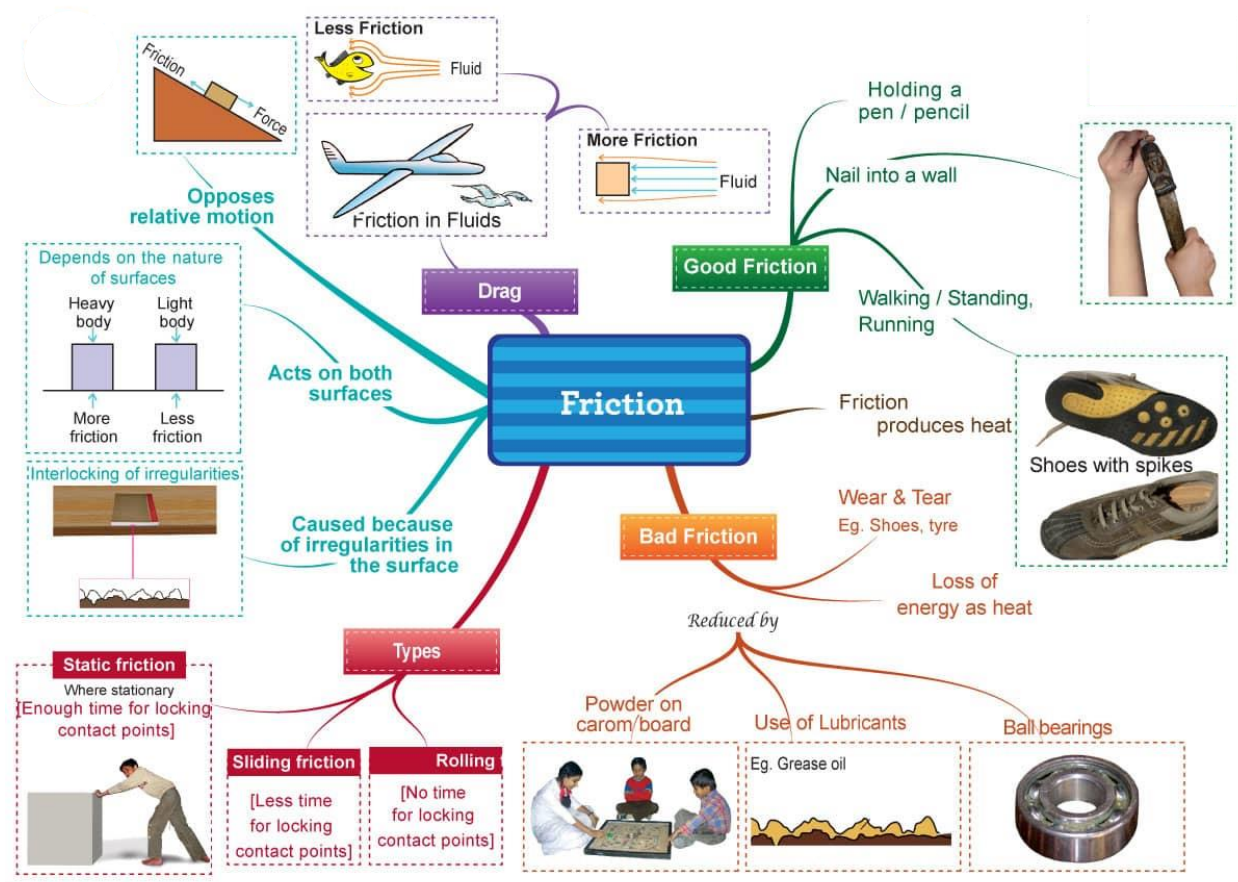 Friction
Less Friction
Fluid
Friction in Fluids
More Friction
Fluid
Drag
Friction
Force
Opposes
relative motion
Depends on the nature
of surfaces
Heavy
body
Light
body
More
friction
Less
friction
Acts on both
surfaces
Interlocking of irregularities
Caused because
of irregularities in
the surface
Good Friction
Holding a
pen / pencil
Nail into a wall
Walking / Standing,
Running
Shoes with spikes
Friction
produces heat
Bad Friction
Wear & Tear
Eg. Shoes, tyre
Loss of
energy as heat
Reduced by
Powder on
carom/board
Use of Lubricants
Eg. Grease oil
Ball bearings
Types
Static friction
Where stationary
[Enough time for locking
contact points]
Sliding friction
[Less time
for locking
contact points]
Rolling
[No time
for locking
contact points]